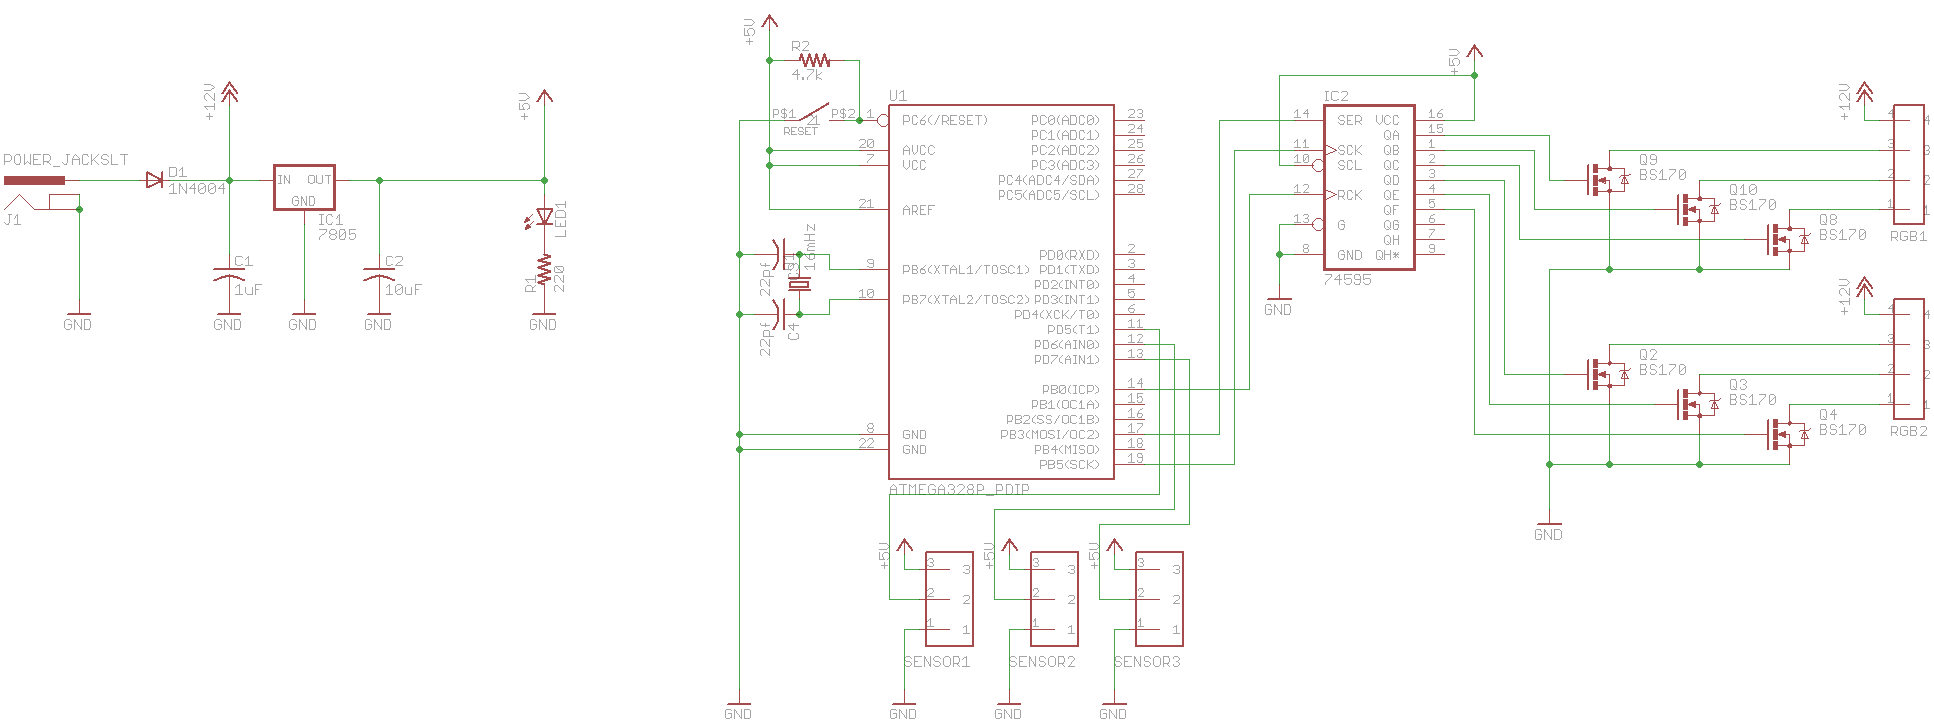 POWER_JACKSLT
J1
D1
1N4004
+12V
IN OUT
GND
IC1
7805
C1
1uF
C2
10uF
+5V
LED1
R1
220
GND
GND
GND
GND
GND
+5V
R2
4.7k
P$1 P$2
RESET
U1
1 PC6(/RESET)
20 AVCC
7 VCC
21 AREF
9 PB6(XTAL1/TOSC1)
10 PB7(XTAL2/TOSC2)
8 GND
22 GND
PC0(ADC0) 23
PC1(ADC1) 24
PC2(ADC2) 25
PC3(ADC3) 26
PC4(ADC4/SDA) 27
PC5(ADC5/SCL) 28
PD0(RXD) 2
PD1(TXD) 3
PD2(INT0) 4
PD3(INT1) 5
PD4(XCK/T0) 6
PD5(T1) 11
PD6(AIN0) 12
PD7(AIN1) 13
PB0(ICP) 14
PB1(OC1A) 15
PB2(SS/OC1B) 16
PB3(MOSI/OC2) 17
PB4(MISO) 18
PB5(SCK) 19
ATMEGA328P_PDIP
22pf
16mHz
22pf
C4
GND
+5V
3 3
2 2
1 1
SENSOR1
GND
+5V
3 3
2 2
1 1
SENSOR2
GND
+5V
3 3
2 2
1 1
SENSOR3
GND
+5V
IC2
14 SER VCC 16
QA 15
11 SCK QB 1
10 SCL QC 2
QD 3
12 RCK QE 4
QF 5
13 G QG 6
QH 7
8 GND QH* 9
74595
GND
Q9
BS170
Q10
BS170
Q8
BS170
+12V
4 4
3 3
2 2
1 1
RGB1
Q2
BS170
Q3
BS170
Q4
BS170
+12V
4 4
3 3
2 2
1 1
RGB2
GND